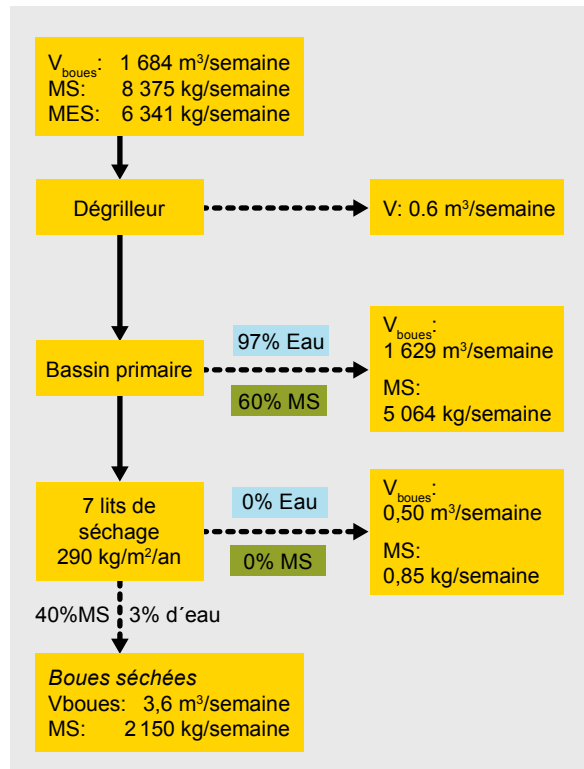 V_boues: 1 684 m³/semaine
MS: 8 375 kg/semaine
MES: 6 341 kg/semaine
Dégrilleur
V: 0.6 m³/semaine
97% Eau
Bassin primaire
60% MS
V_boues:
1 629 m³/semaine
MS:
5 064 kg/semaine
7 lits de
séchage
290 kg/m²/an
0% Eau
0% MS
V_boues:
0,50 m³/semaine
MS:
0,85 kg/semaine
40%MS 3% d´eau
Boues séchées
Vboues: 3,6 m³/semaine
MS: 2 150 kg/semaine